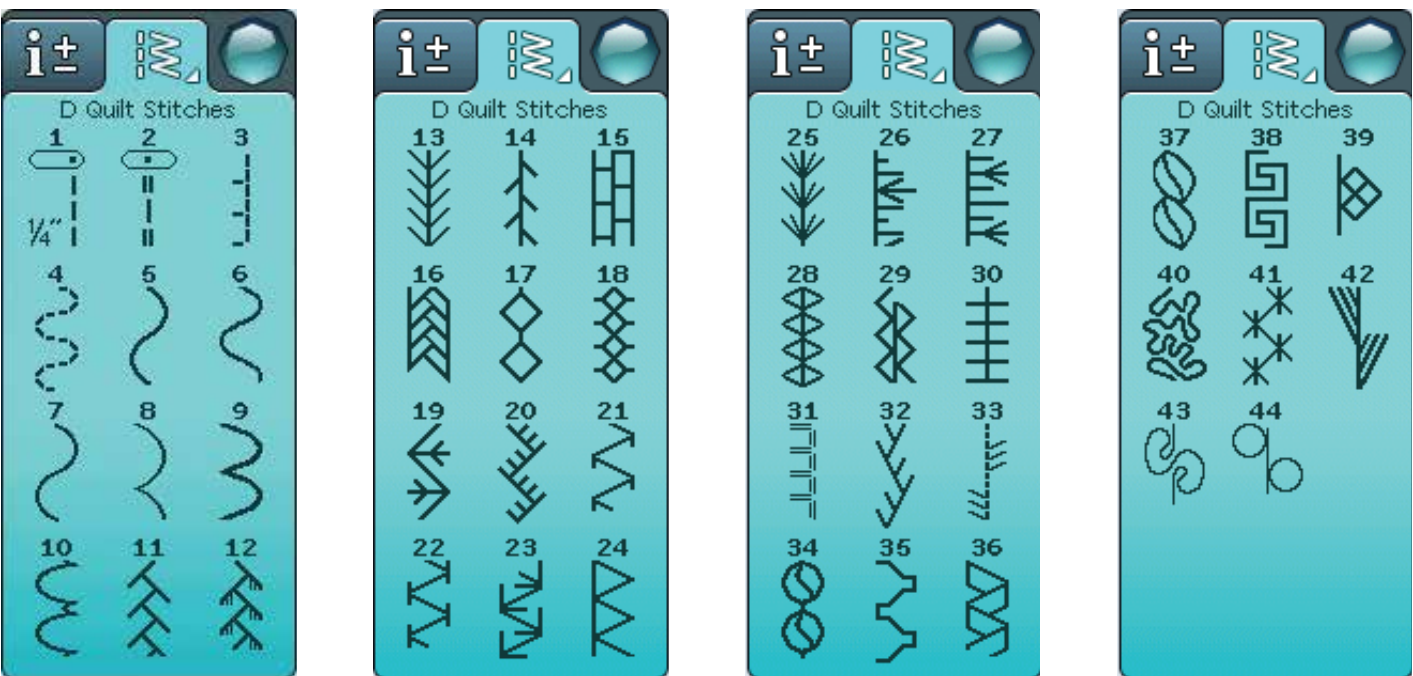 i±
D Quilt Stitches
1 2 3
¼"
4 5 6
7 8 9
10 11 12
i±
D Quilt Stitches
13 14 15
16 17 18
19 20 21
22 23 24
i±
D Quilt Stitches
25 26 27
28 29 30
31 32 33
34 35 36
i±
D Quilt Stitches
37 38 39
40 41 42
43 44